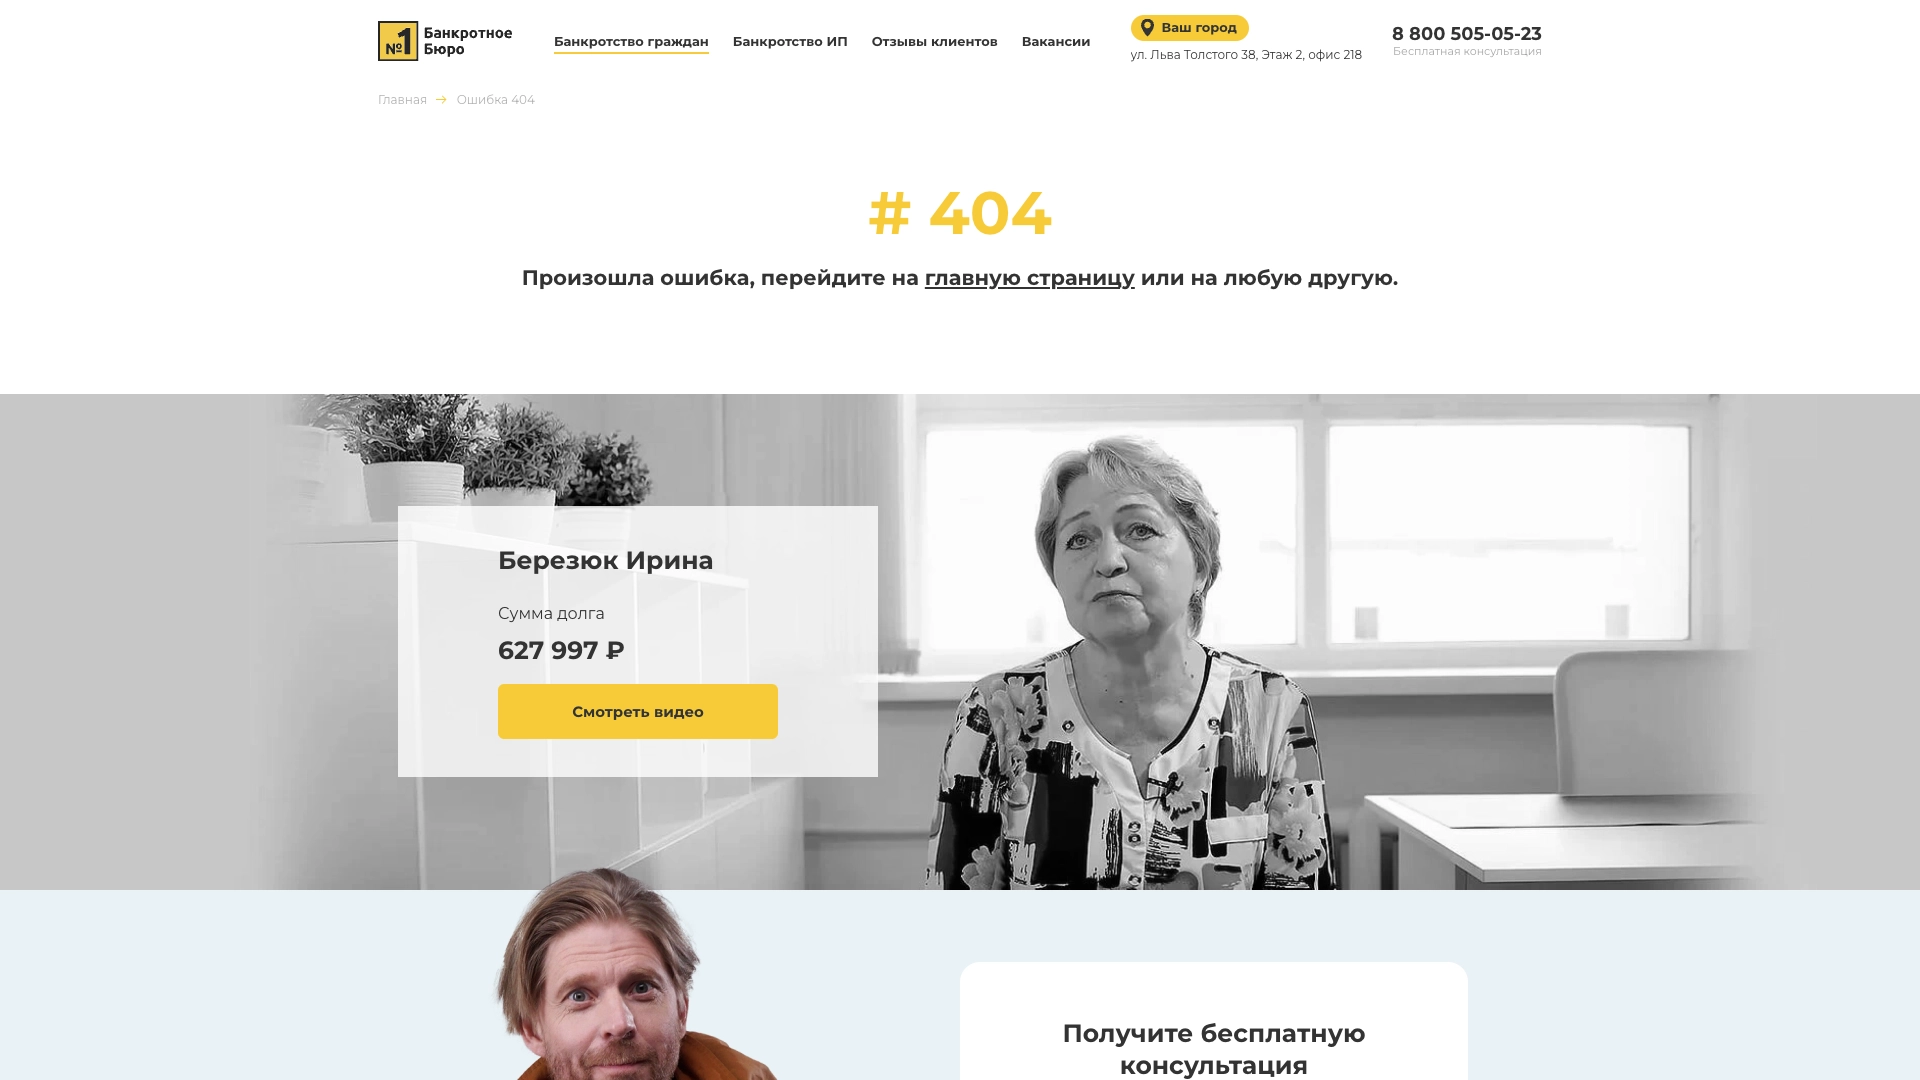 №1 Банкротное
Бюро
Банкротство граждан
Банкротство ИП
Отзывы клиентов
Вакансии
Ваш город
ул. Льва Толстого 38, Этаж 2, офис 218
8 800 505-05-23
Бесплатная консультация
Главная → Ошибка 404
# 404
Произошла ошибка, перейдите на главную страницу или на любую другую.
Березюк Ирина
Сумма долга
627 997 ₽
Смотреть видео
Получите бесплатную
консультация